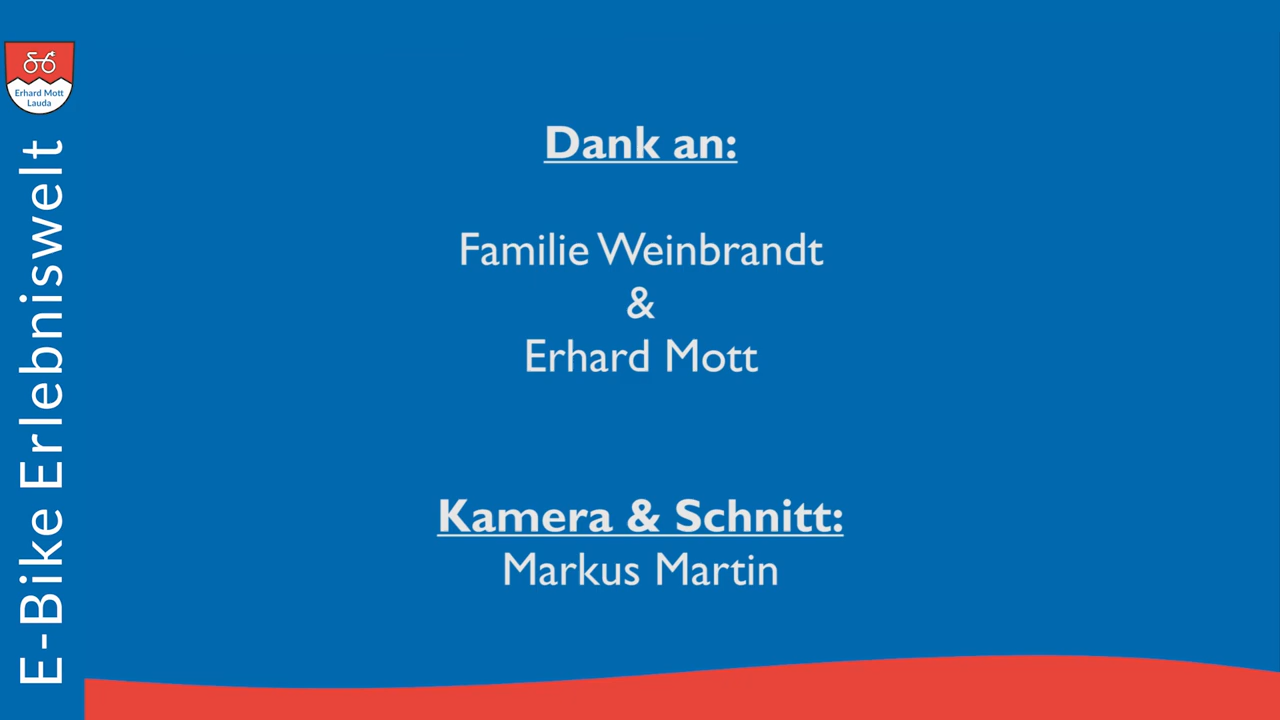 Erhard Mott
Lauda
E-Bike Erlebniswelt
Dank an:
Familie Weinbrandt
&
Erhard Mott
Kamera & Schnitt:
Markus Martin